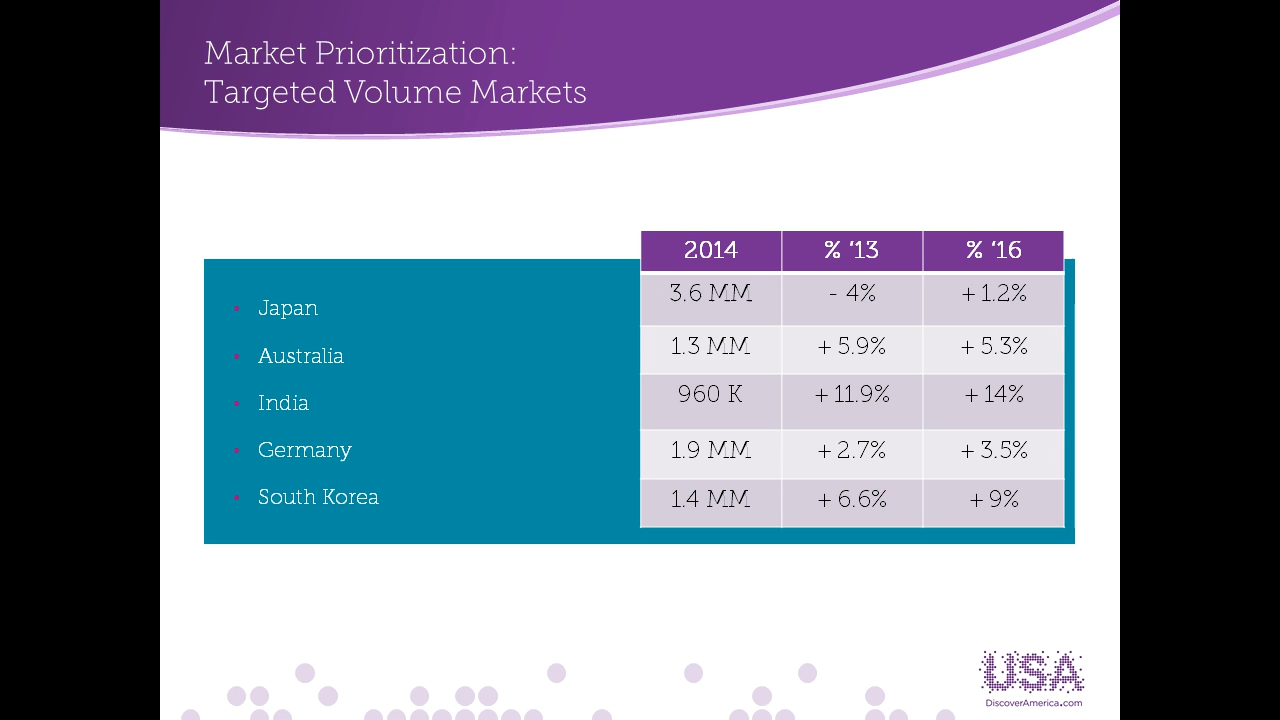 Market Prioritization:
Targeted Volume Markets
2014 % ‘13 % ‘16
• Japan 3.6 MM - 4% + 1.2%
• Australia 1.3 MM + 5.9% + 5.3%
• India 960 K + 11.9% + 14%
• Germany 1.9 MM + 2.7% + 3.5%
• South Korea 1.4 MM + 6.6% + 9%
USA
DiscoverAmerica.com